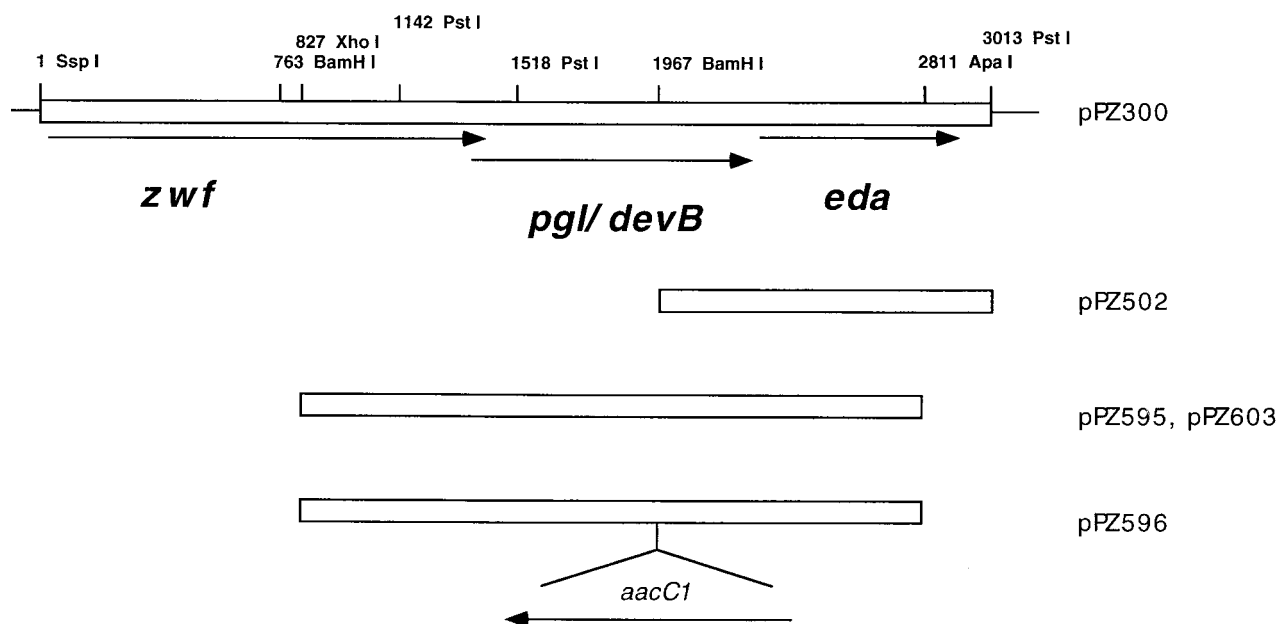 1142 Pst I
3013 Pst I
827 Xho I
1 Ssp I
763 BamH I
1518 Pst I
1967 BamH I
2811 Apa I
pPZ300
zwf
pgl/devB
eda
pPZ502
pPZ595, pPZ603
pPZ596
aacC1